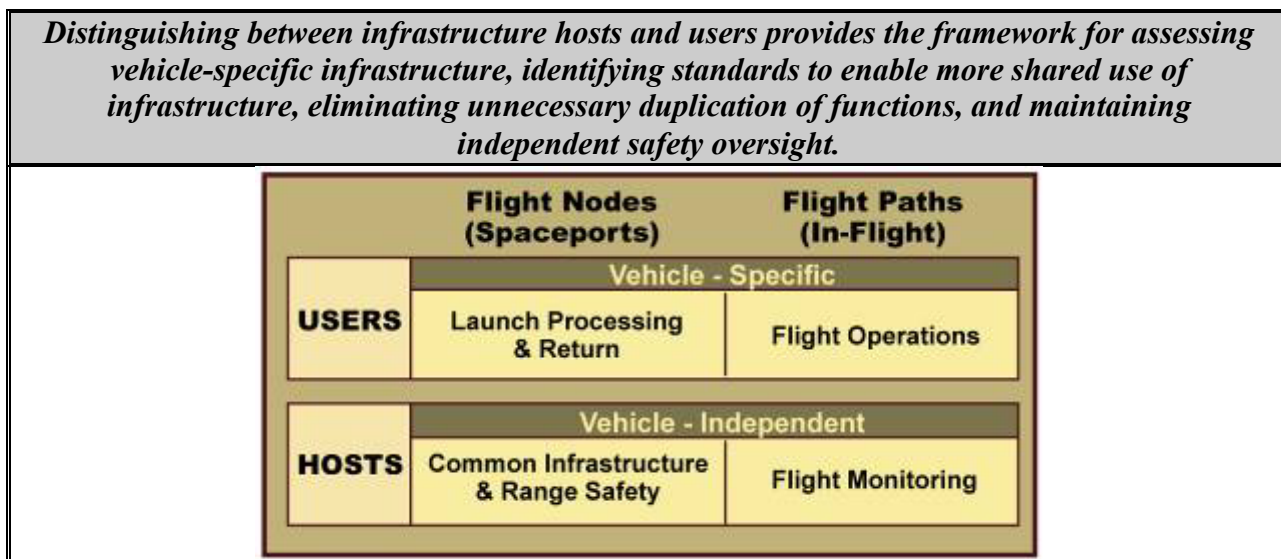 Distinguishing between infrastructure hosts and users provides the framework for assessing
vehicle-specific infrastructure, identifying standards to enable more shared use of
infrastructure, eliminating unnecessary duplication of functions, and maintaining
independent safety oversight.
Flight Nodes
(Spaceports)
Flight Paths
(In-Flight)
USERS
Vehicle - Specific
Launch Processing
& Return
Flight Operations
HOSTS
Vehicle - Independent
Common Infrastructure
& Range Safety
Flight Monitoring